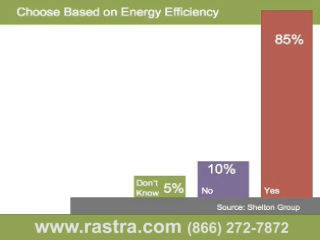 Choose Based on Energy Efficiency
85%
10%
Don't
Know
5%
No
Yes
Source: Shelton Group
www.rastra.com (866) 272-7872